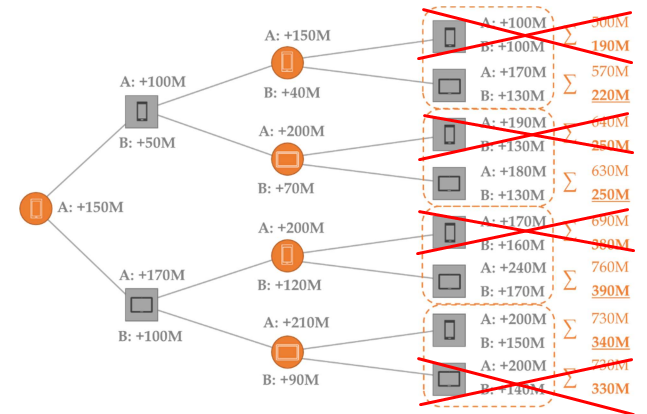 A: +150M
A: +100M
B: +50M
A: +170M
B: +100M
A: +150M
B: +40M
A: +200M
B: +70M
A: +200M
B: +120M
A: +210M
B: +90M
A: +100M ∑ 500M
B: +100M 190M
A: +170M ∑ 570M
B: +130M 220M
A: +190M ∑ 640M
B: +130M 250M
A: +180M ∑ 630M
B: +130M 250M
A: +170M ∑ 690M
B: +160M 380M
A: +240M ∑ 760M
B: +170M 390M
A: +200M ∑ 730M
B: +150M 340M
A: +200M ∑ 730M
B: +140M 330M